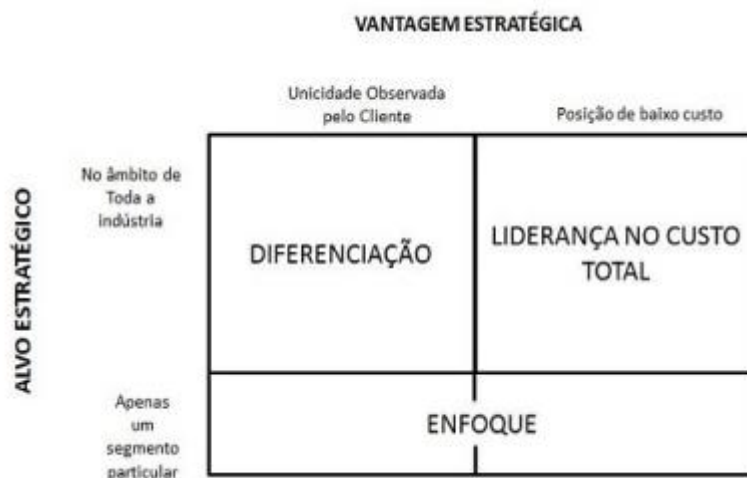 VANTAGEM ESTRATÉGICA
Unicidade Observada
pelo Cliente
Posição de baixo custo
ALVO ESTRATÉGICO
No âmbito de
Toda a
indústria
DIFERENCIAÇÃO
LIDERANÇA NO CUSTO
TOTAL
Apenas
um
segmento
particular
ENFOQUE